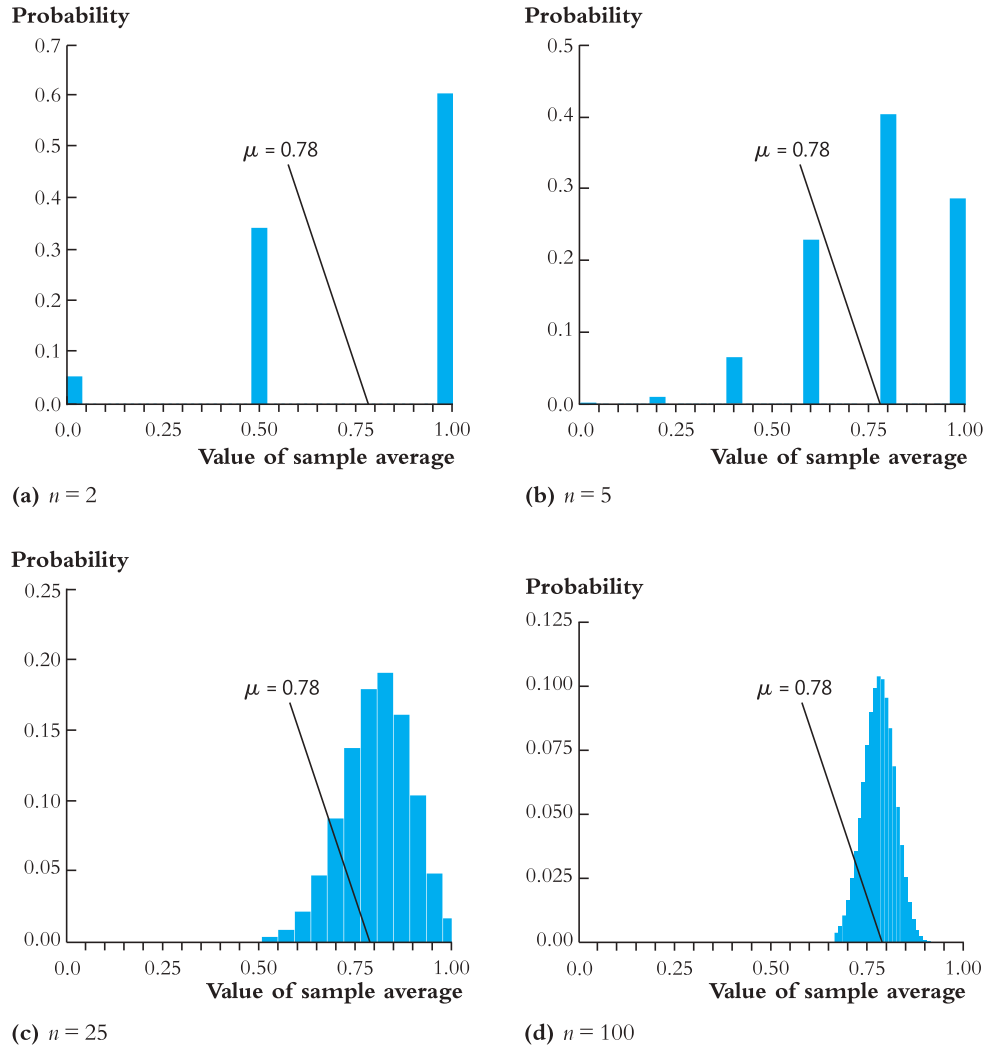 Probability
0.7
0.6
0.5
0.4
0.3
0.2
0.1
0.0
μ = 0.78
0.0 0.25 0.50 0.75 1.00
Value of sample average
(a) n = 2
Probability
0.5
0.4
0.3
0.2
0.1
0.0
μ = 0.78
0.0 0.25 0.50 0.75 1.00
Value of sample average
(b) n = 5
Probability
0.25
0.20
0.15
0.10
0.05
0.00
μ = 0.78
0.0 0.25 0.50 0.75 1.00
Value of sample average
(c) n = 25
Probability
0.125
0.100
0.075
0.050
0.025
0.00
μ = 0.78
0.0 0.25 0.50 0.75 1.00
Value of sample average
(d) n = 100